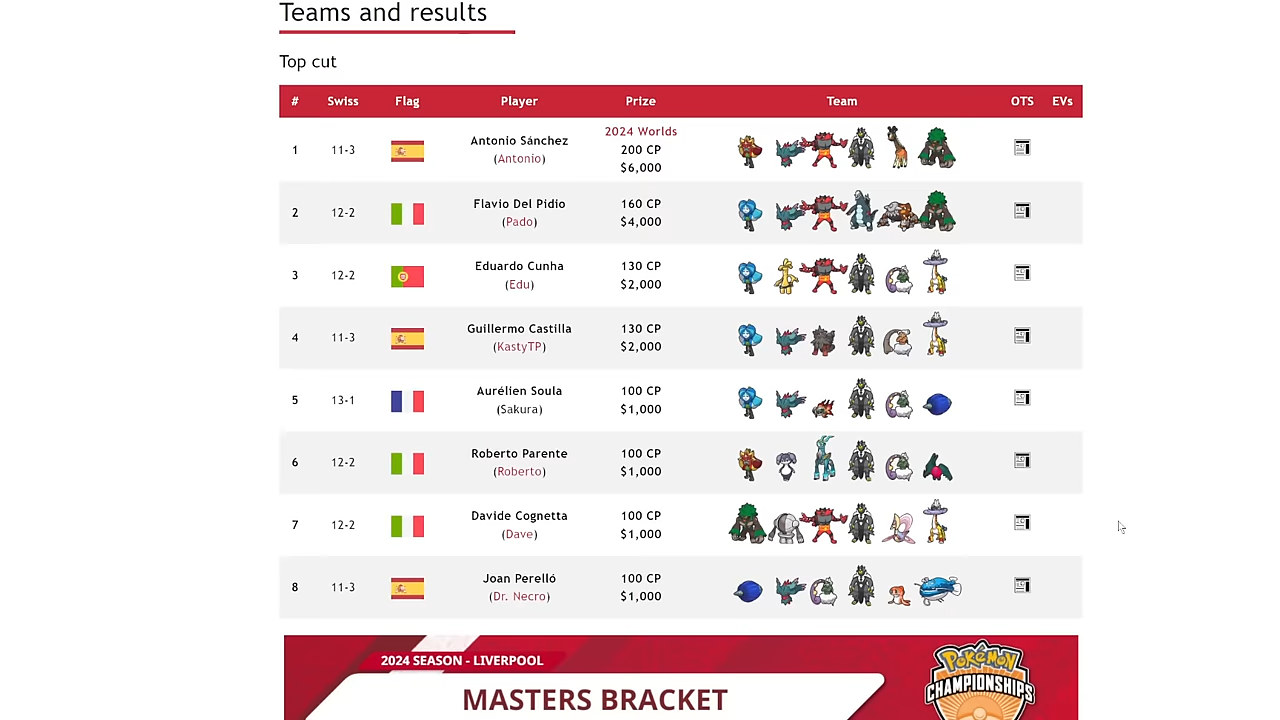 Teams and results
Top cut
# Swiss Flag Player Prize Team OTS EVs
1 11-3 Antonio Sánchez (Antonio) 2024 Worlds 200 CP $6,000
2 12-2 Flavio Del Pidio (Pado) 160 CP $4,000
3 12-2 Eduardo Cunha (Edu) 130 CP $2,000
4 11-3 Guillermo Castilla (KastyTP) 130 CP $2,000
5 13-1 Aurélien Soula (Sakura) 100 CP $1,000
6 12-2 Roberto Parente (Roberto) 100 CP $1,000
7 12-2 Davide Cognetta (Dave) 100 CP $1,000
8 11-3 Joan Perelló (Dr. Necro) 100 CP $1,000
2024 SEASON - LIVERPOOL
MASTERS BRACKET
Pokémon
CHAMPIONSHIPS